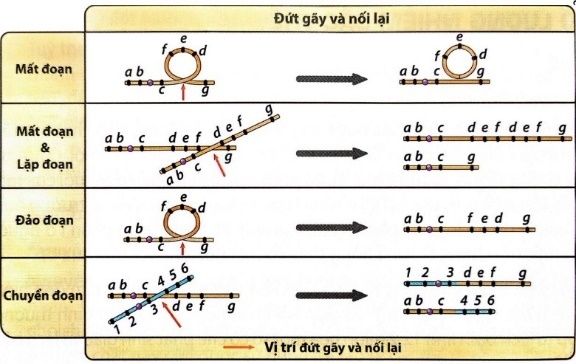 Đứt gãy và nối lại
Mất đoạn
a b c d e f g
a b c g d e f
Mất đoạn
&
Lặp đoạn
a b c d e f g
a b c d e f g
a b c d e f d e f g
a b c g
Đảo đoạn
a b c d e f g
a b c f e d g
Chuyển đoạn
a b c d e f g
1 2 3 4 5 6
1 2 3 d e f g
a b c 4 5 6
Vị trí đứt gãy và nối lại